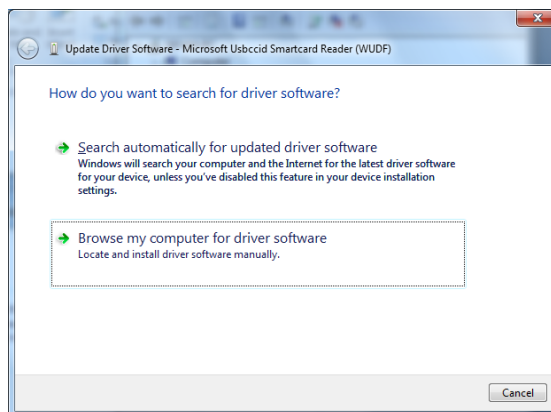 Update Driver Software - Microsoft Usbccid Smartcard Reader (WUDF)
How do you want to search for driver software?
Search automatically for updated driver software
Windows will search your computer and the Internet for the latest driver software
for your device, unless you've disabled this feature in your device installation
settings.
Browse my computer for driver software
Locate and install driver software manually.
Cancel